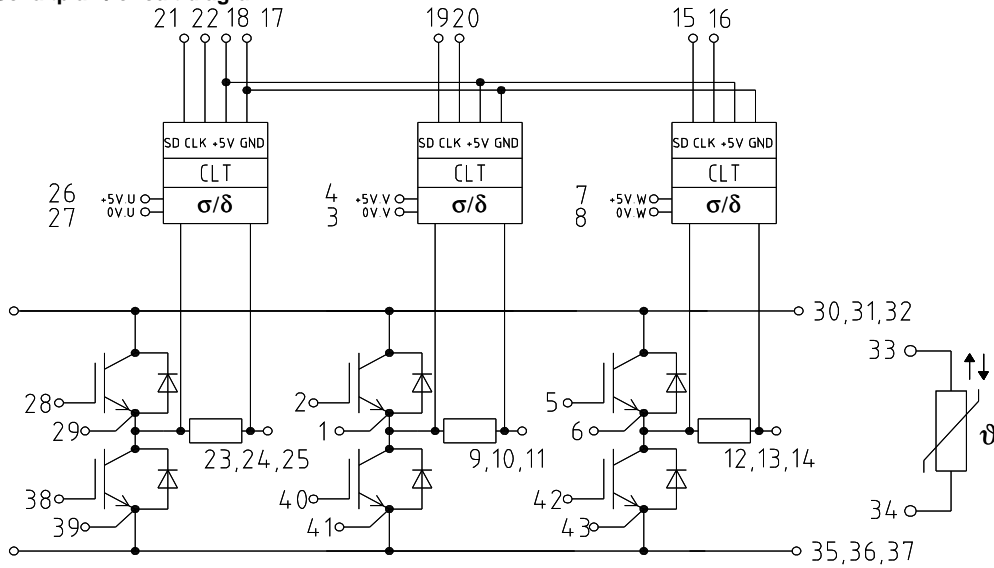 21 22 18 17 1920 15 16
SD CLK +5V GND SD CLK +5V GND SD CLK +5V GND
CLT CLT CLT
26 +5V.U σ/δ 4 +5V.V σ/δ 7 +5V.W σ/δ
27 0V.U 3 0V.V 8 0V.W
30,31,32
33
28 2 5
29 1 6
ϑ
23,24,25 9,10,11 12,13,14
38 40 42
34
39 41 43
35,36,37